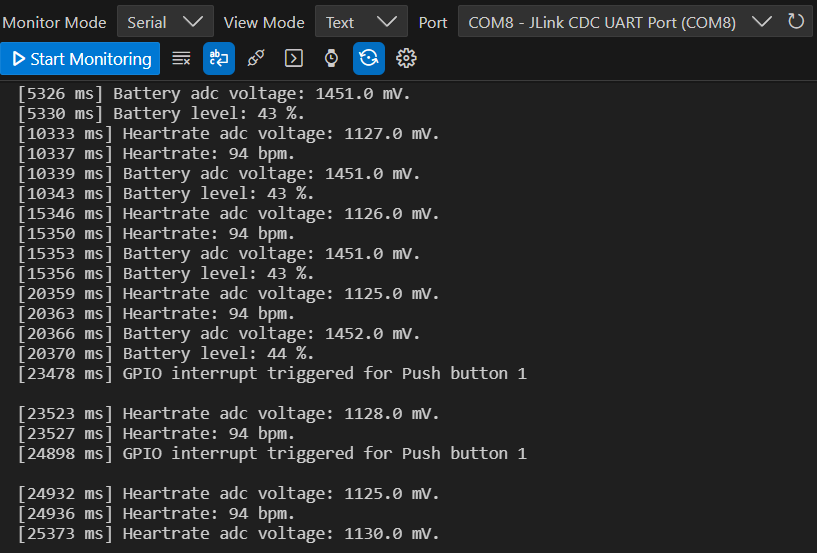 Monitor Mode Serial View Mode Text Port COM8 - JLink CDC UART Port (COM8)
Start Monitoring
[5326 ms] Battery adc voltage: 1451.0 mV.
[5330 ms] Battery level: 43 %.
[10333 ms] Heartrate adc voltage: 1127.0 mV.
[10337 ms] Heartrate: 94 bpm.
[10339 ms] Battery adc voltage: 1451.0 mV.
[10343 ms] Battery level: 43 %.
[15346 ms] Heartrate adc voltage: 1126.0 mV.
[15350 ms] Heartrate: 94 bpm.
[15353 ms] Battery adc voltage: 1451.0 mV.
[15356 ms] Battery level: 43 %.
[20359 ms] Heartrate adc voltage: 1125.0 mV.
[20363 ms] Heartrate: 94 bpm.
[20366 ms] Battery adc voltage: 1452.0 mV.
[20370 ms] Battery level: 44 %.
[23478 ms] GPIO interrupt triggered for Push button 1
[23523 ms] Heartrate adc voltage: 1128.0 mV.
[23527 ms] Heartrate: 94 bpm.
[24898 ms] GPIO interrupt triggered for Push button 1
[24932 ms] Heartrate adc voltage: 1125.0 mV.
[24936 ms] Heartrate: 94 bpm.
[25373 ms] Heartrate adc voltage: 1130.0 mV.